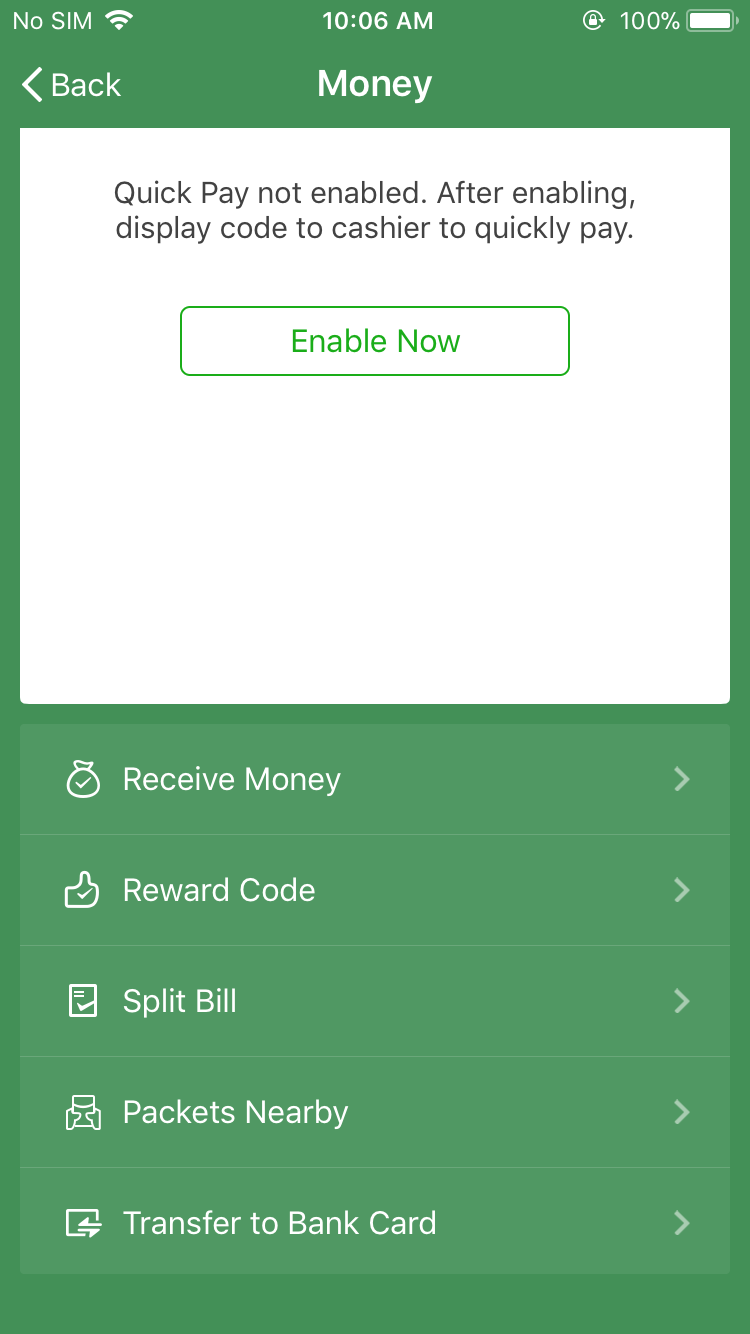 No SIM 10:06 AM 100%
Back Money
Quick Pay not enabled. After enabling,
display code to cashier to quickly pay.
Enable Now
Receive Money
Reward Code
Split Bill
Packets Nearby
Transfer to Bank Card